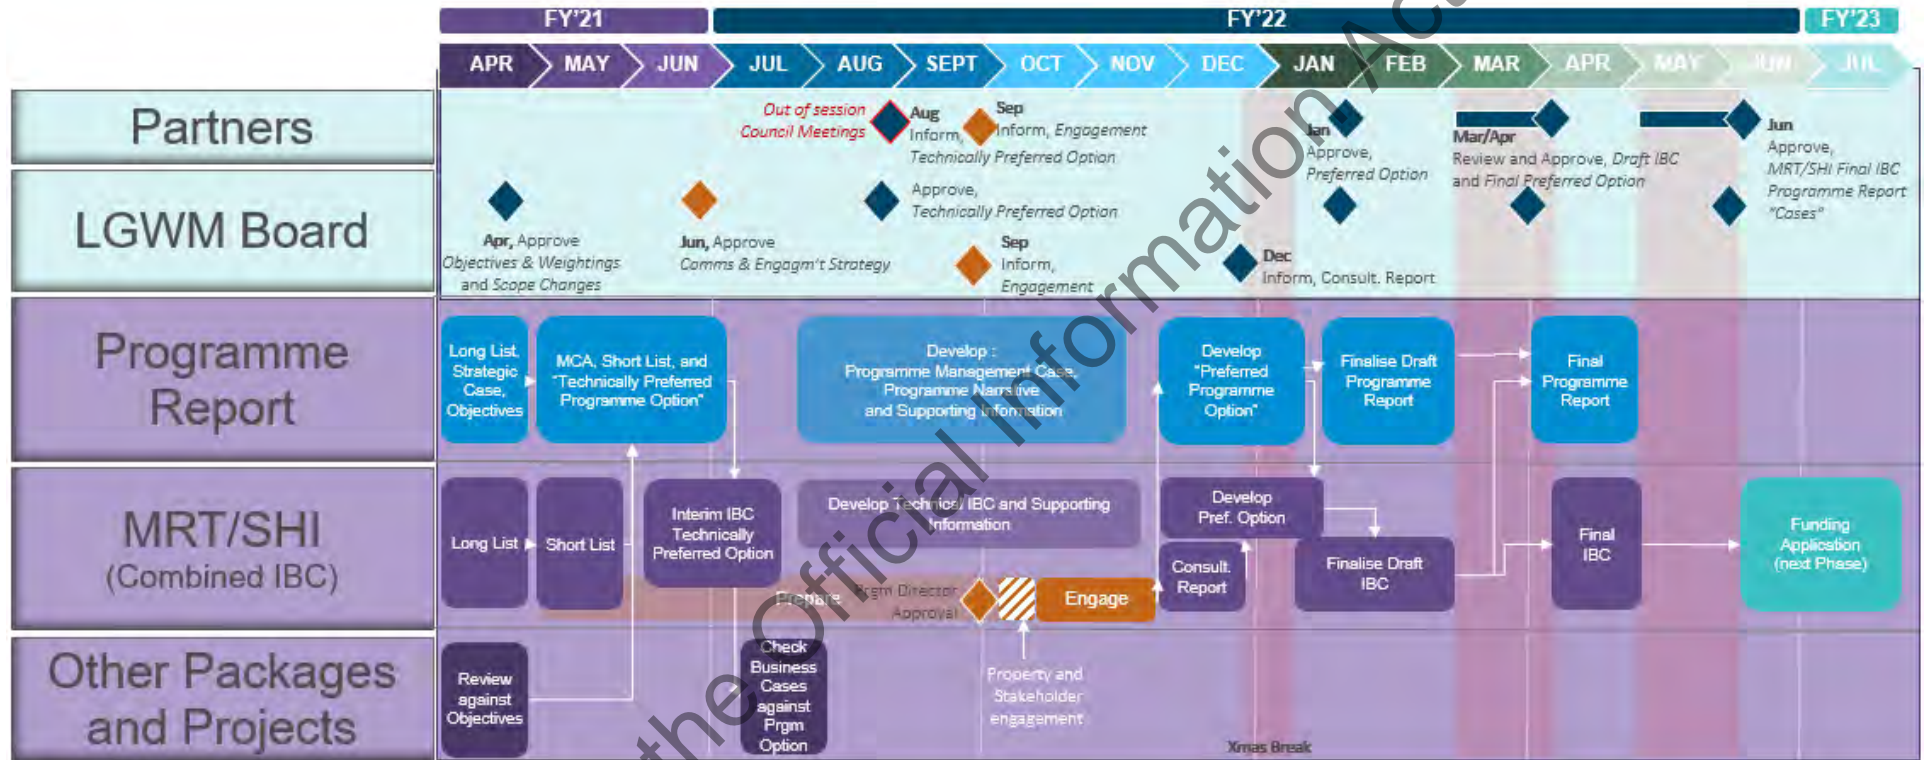 FY'21
FY'22
FY'23
APR
MAY
JUN
JUL
AUG
SEPT
OCT
NOV
DEC
JAN
FEB
MAR
APR
MAY
JUN
JUL
Partners
Out of session
Council Meetings
Aug
Inform,
Technically Preferred Option
Sep
Inform, Engagement
Jan
Approve,
Preferred Option
Mar/Apr
Review and Approve, Draft IBC
and Final Preferred Option
Jun
Approve,
MRT/SHI Final IBC
Programme Report
"Cases"
LGWM Board
Apr, Approve
Objectives & Weightings
and Scope Changes
Jun, Approve
Comms & Engagm't Strategy
Approve,
Technically Preferred Option
Sep
Inform,
Engagement
Dec
Inform, Consult. Report
Programme
Report
Long List,
Strategic
Case,
Objectives
MCA, Short List, and
"Technically Preferred
Programme Option"
Develop :
Programme Management Case,
Programme Narrative
and Supporting Information
Develop
"Preferred
Programme
Option"
Finalise Draft
Programme
Report
Final
Programme
Report
MRT/SHI
(Combined IBC)
Long List
Short List
Interim IBC
Technically
Preferred Option
Develop Technical IBC and Supporting
Information
Develop
Pref. Option
Consult.
Report
Finalise Draft
IBC
Final
IBC
Funding
Application
(next Phase)
Prepare
Prgm Director
Approval
Engage
Other Packages
and Projects
Review
against
Objectives
Check
Business
Cases
against
Prgm
Option
Property and
Stakeholder
engagement
Xmas Break
the Official Information Act